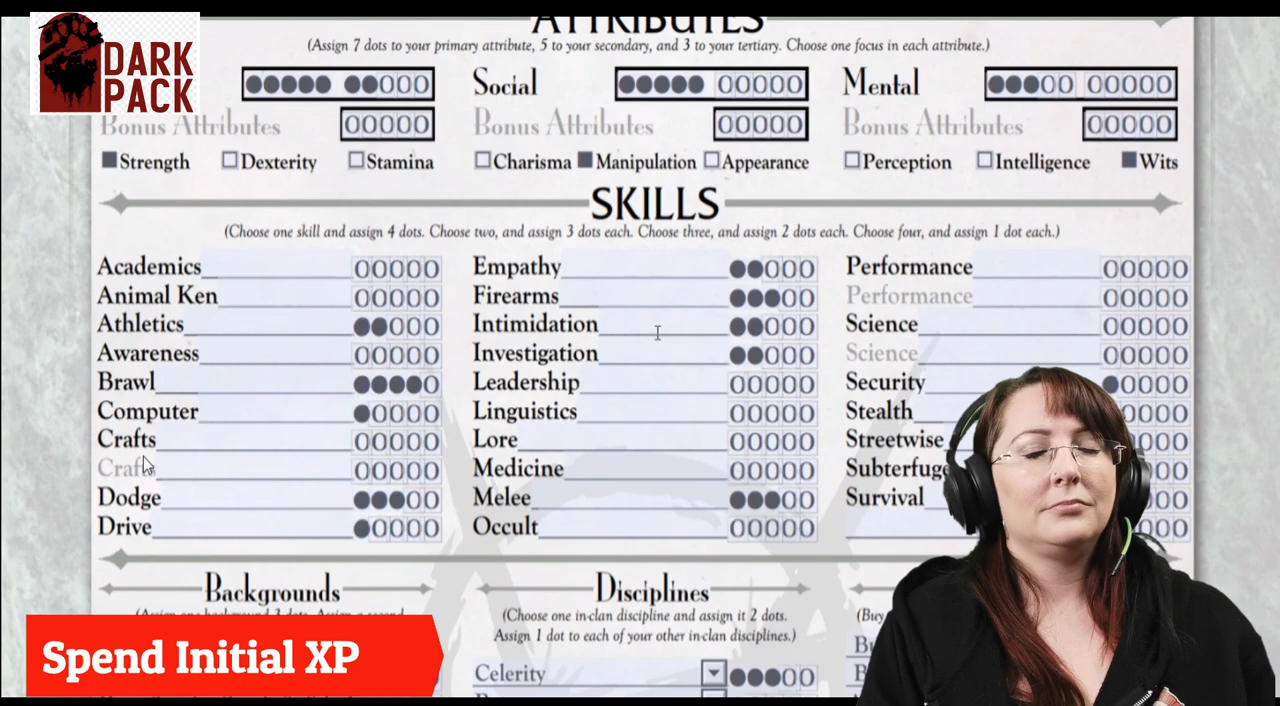 ATTRIBUTES
DARK
PACK
(Assign 7 dots to your primary attribute, 5 to your secondary, and 3 to your tertiary. Choose one focus in each attribute.)
Social Mental
Bonus Attributes Bonus Attributes Bonus Attributes
Strength Dexterity Stamina Charisma Manipulation Appearance Perception Intelligence Wits
SKILLS
(Choose one skill and assign 4 dots. Choose two, and assign 3 dots each. Choose three, and assign 2 dots each. Choose four, and assign 1 dot each.)
Academics Empathy Performance
Animal Ken Firearms Performance
Athletics Intimidation Science
Awareness Investigation Science
Brawl Leadership Security
Computer Linguistics Stealth
Crafts Lore Streetwise
Medicine Subterfuge
Dodge Melee Survival
Drive Occult
Backgrounds Disciplines
(Choose one in-clan discipline and assign it 2 dots. (Buy
Assign 1 dot to each of your other in-clan disciplines.)
Spend Initial XP
Celerity